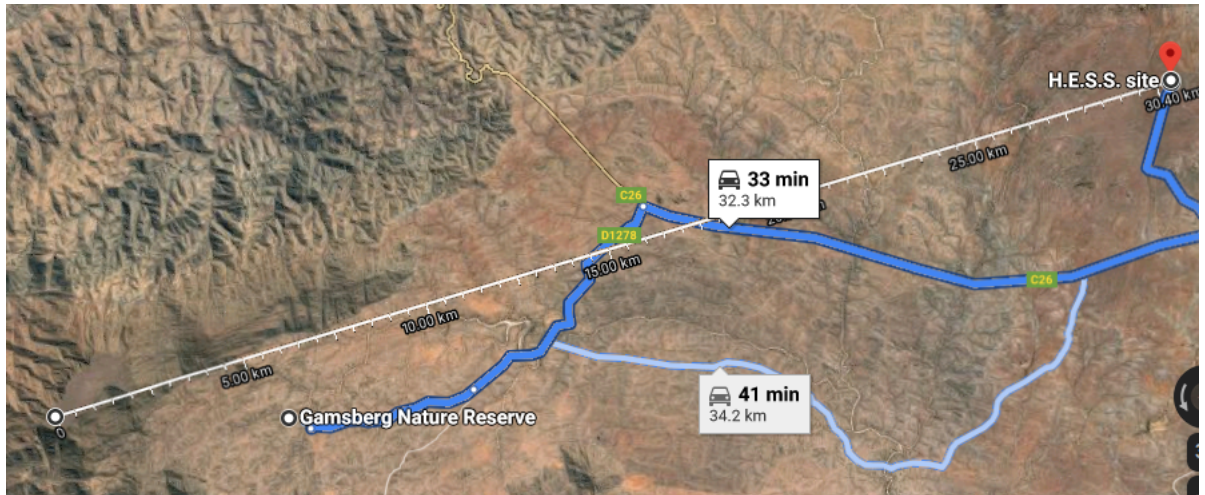 H.E.S.S. site
30.40 km
25.00 km
33 min
32.3 km
C26
D1278
15.00 km
C26
10.00 km
5.00 km
41 min
34.2 km
Gamsberg Nature Reserve
0